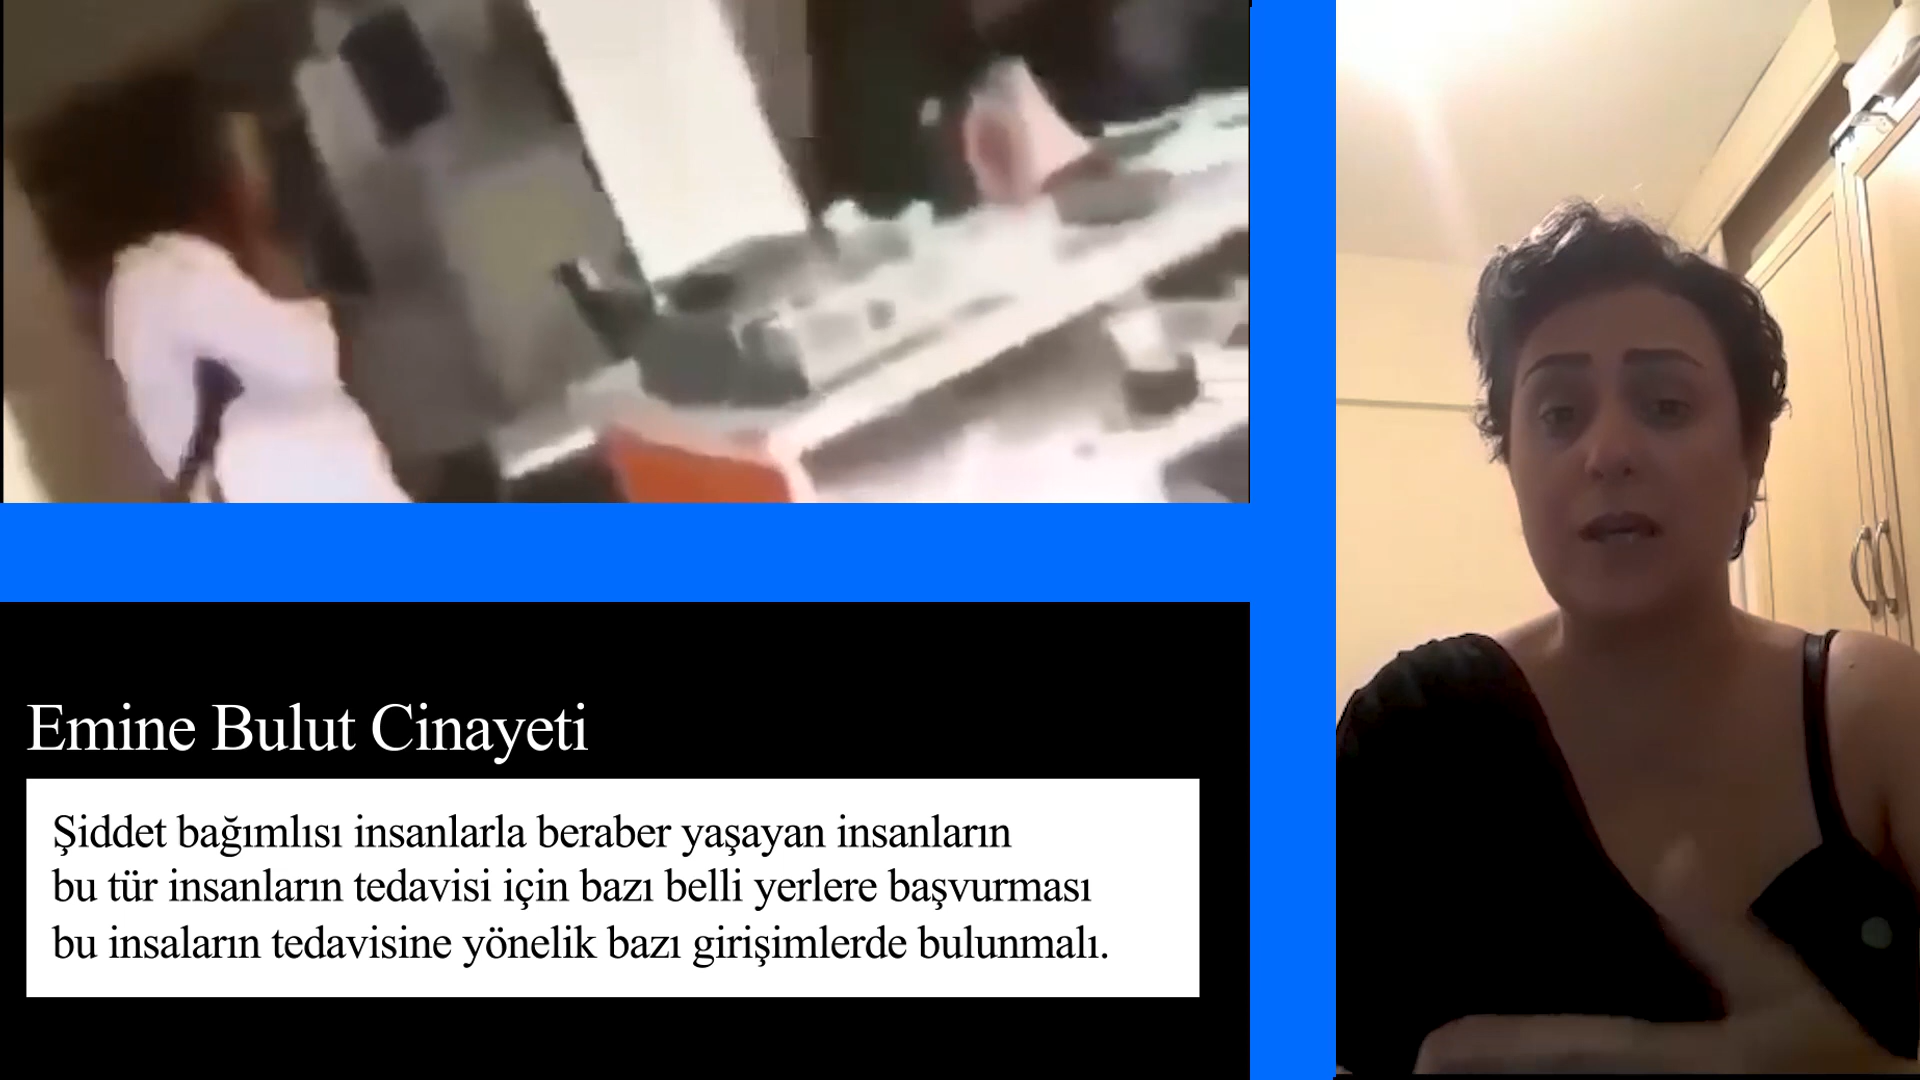 Emine Bulut Cinayeti
Şiddet bağımlısı insanlarla beraber yaşayan insanların
bu tür insanların tedavisi için bazı belli yerlere başvurması
bu insaların tedavisine yönelik bazı girişimlerde bulunmalı.